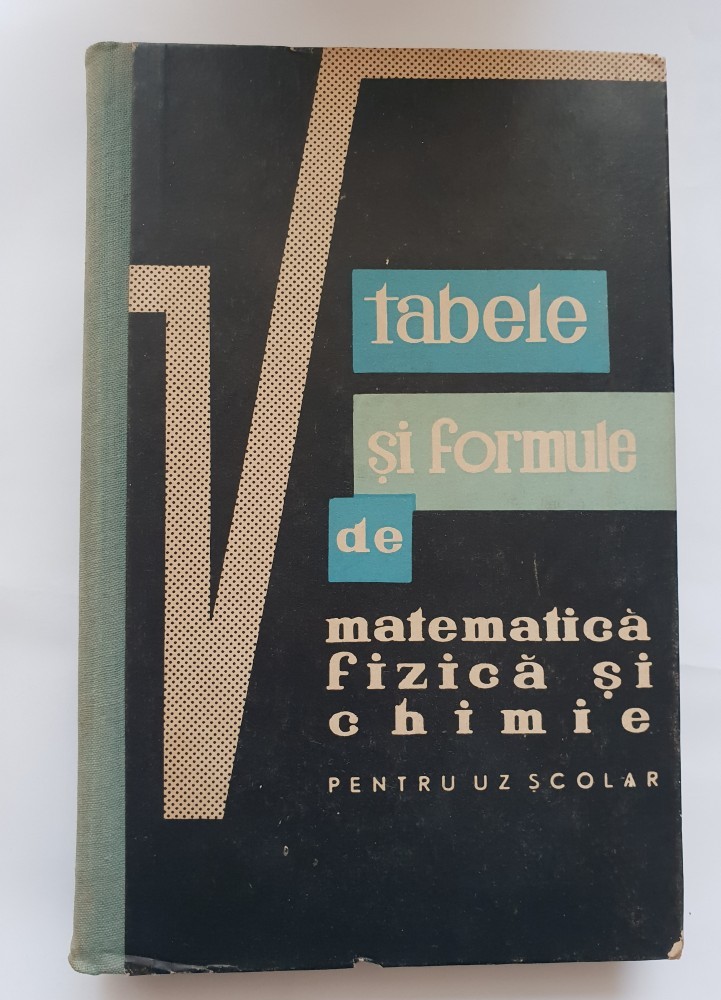 tabele
și formule
de
matematică
fizică și
chimie
PENTRU UZ ȘCOLAR